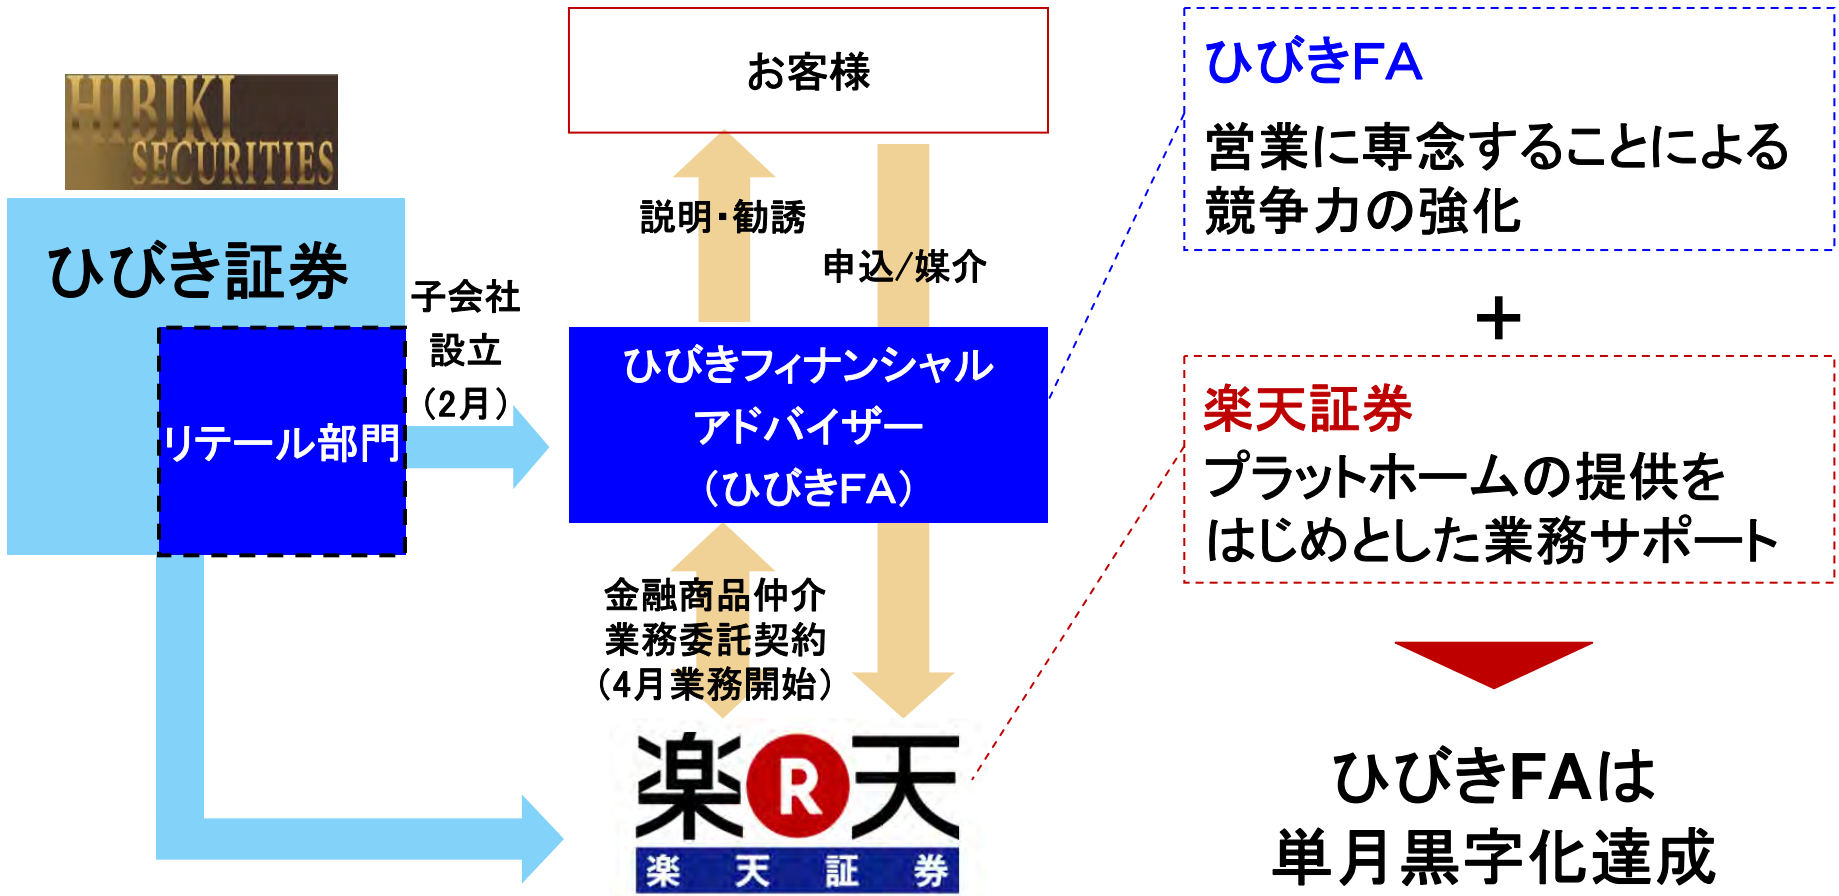 HIBIKI
SECURITIES
ひびき証券
リテール部門
子会社
設立
（2月）
お客様
説明・勧誘
申込/媒介
ひびきフィナンシャル
アドバイザー
（ひびきFA）
金融商品仲介
業務委託契約
（4月業務開始）
楽R天
楽天証券
ひびきFA
営業に専念することによる
競争力の強化
＋
楽天証券
プラットホームの提供を
はじめとした業務サポート
ひびきFAは
単月黒字化達成